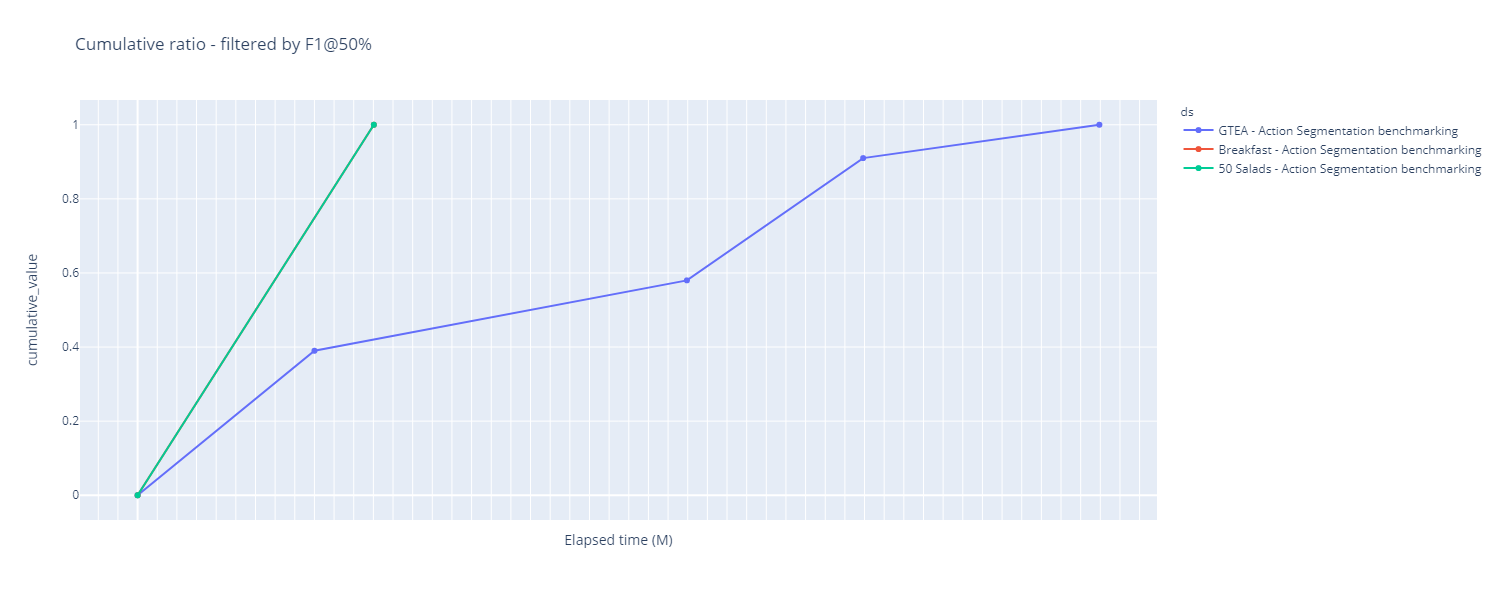 Cumulative ratio - filtered by F1@50%
ds
GTEA - Action Segmentation benchmarking
Breakfast - Action Segmentation benchmarking
50 Salads - Action Segmentation benchmarking
cumulative_value
1
0.8
0.6
0.4
0.2
0
Elapsed time (M)